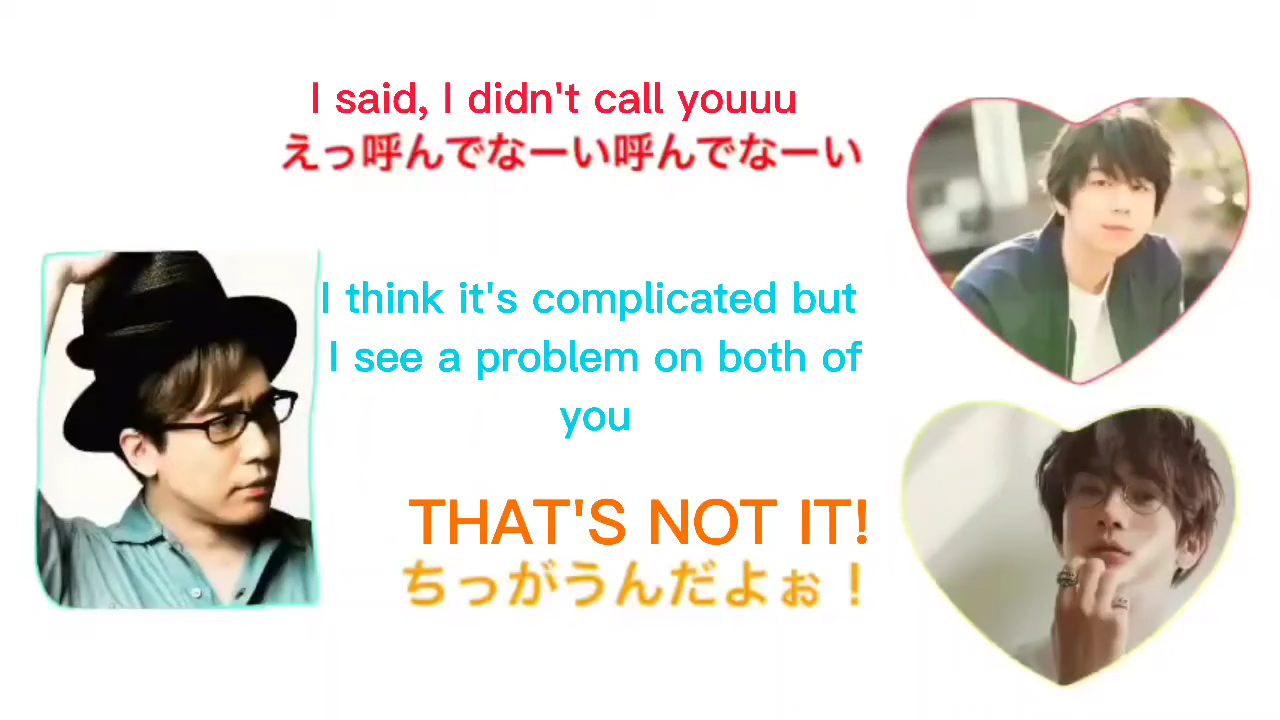 I said, I didn't call youuu
えっ呼んでなーい呼んでなーい
I think it's complicated but
I see a problem on both of
you
THAT'S NOT IT!
ちっがうんだよぉ！